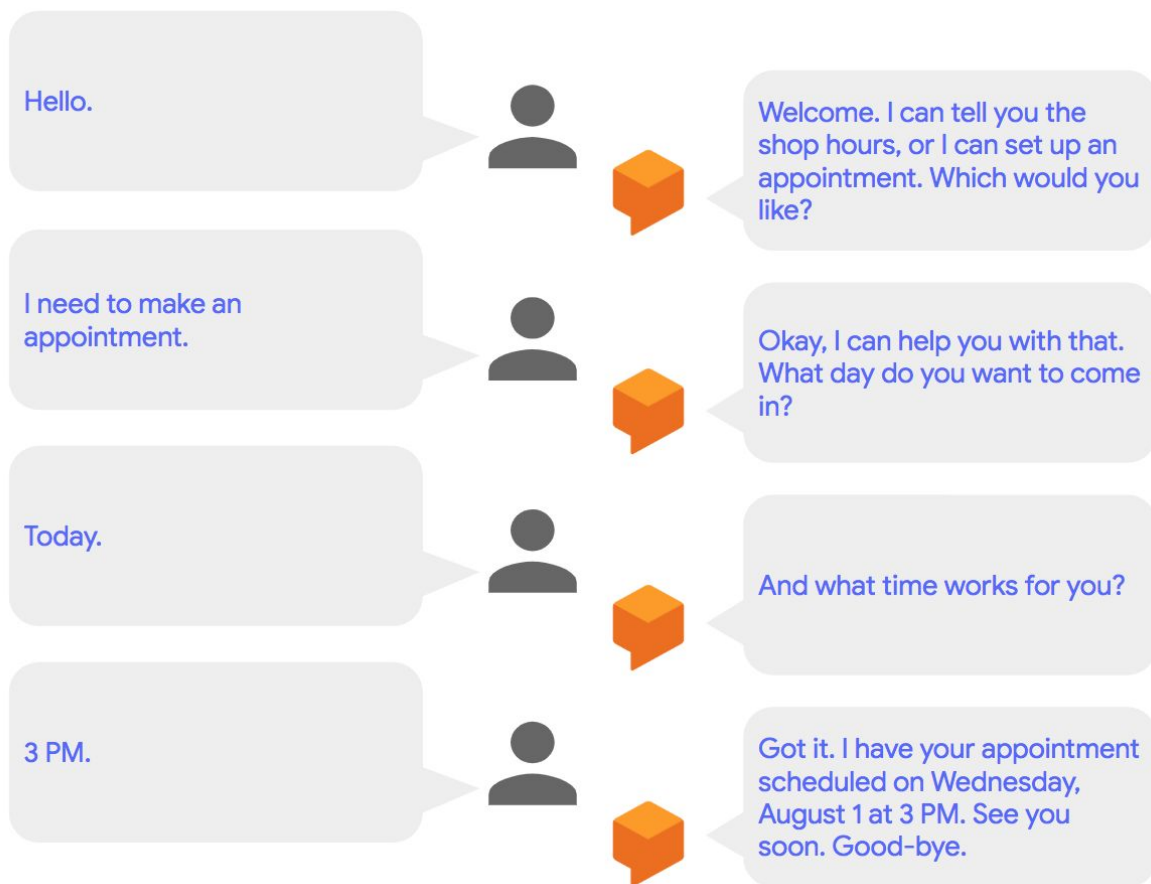 Hello.
Welcome. I can tell you the
shop hours, or I can set up an
appointment. Which would you
like?
I need to make an
appointment.
Okay, I can help you with that.
What day do you want to come
in?
Today.
And what time works for you?
3 PM.
Got it. I have your appointment
scheduled on Wednesday,
August 1 at 3 PM. See you
soon. Good-bye.